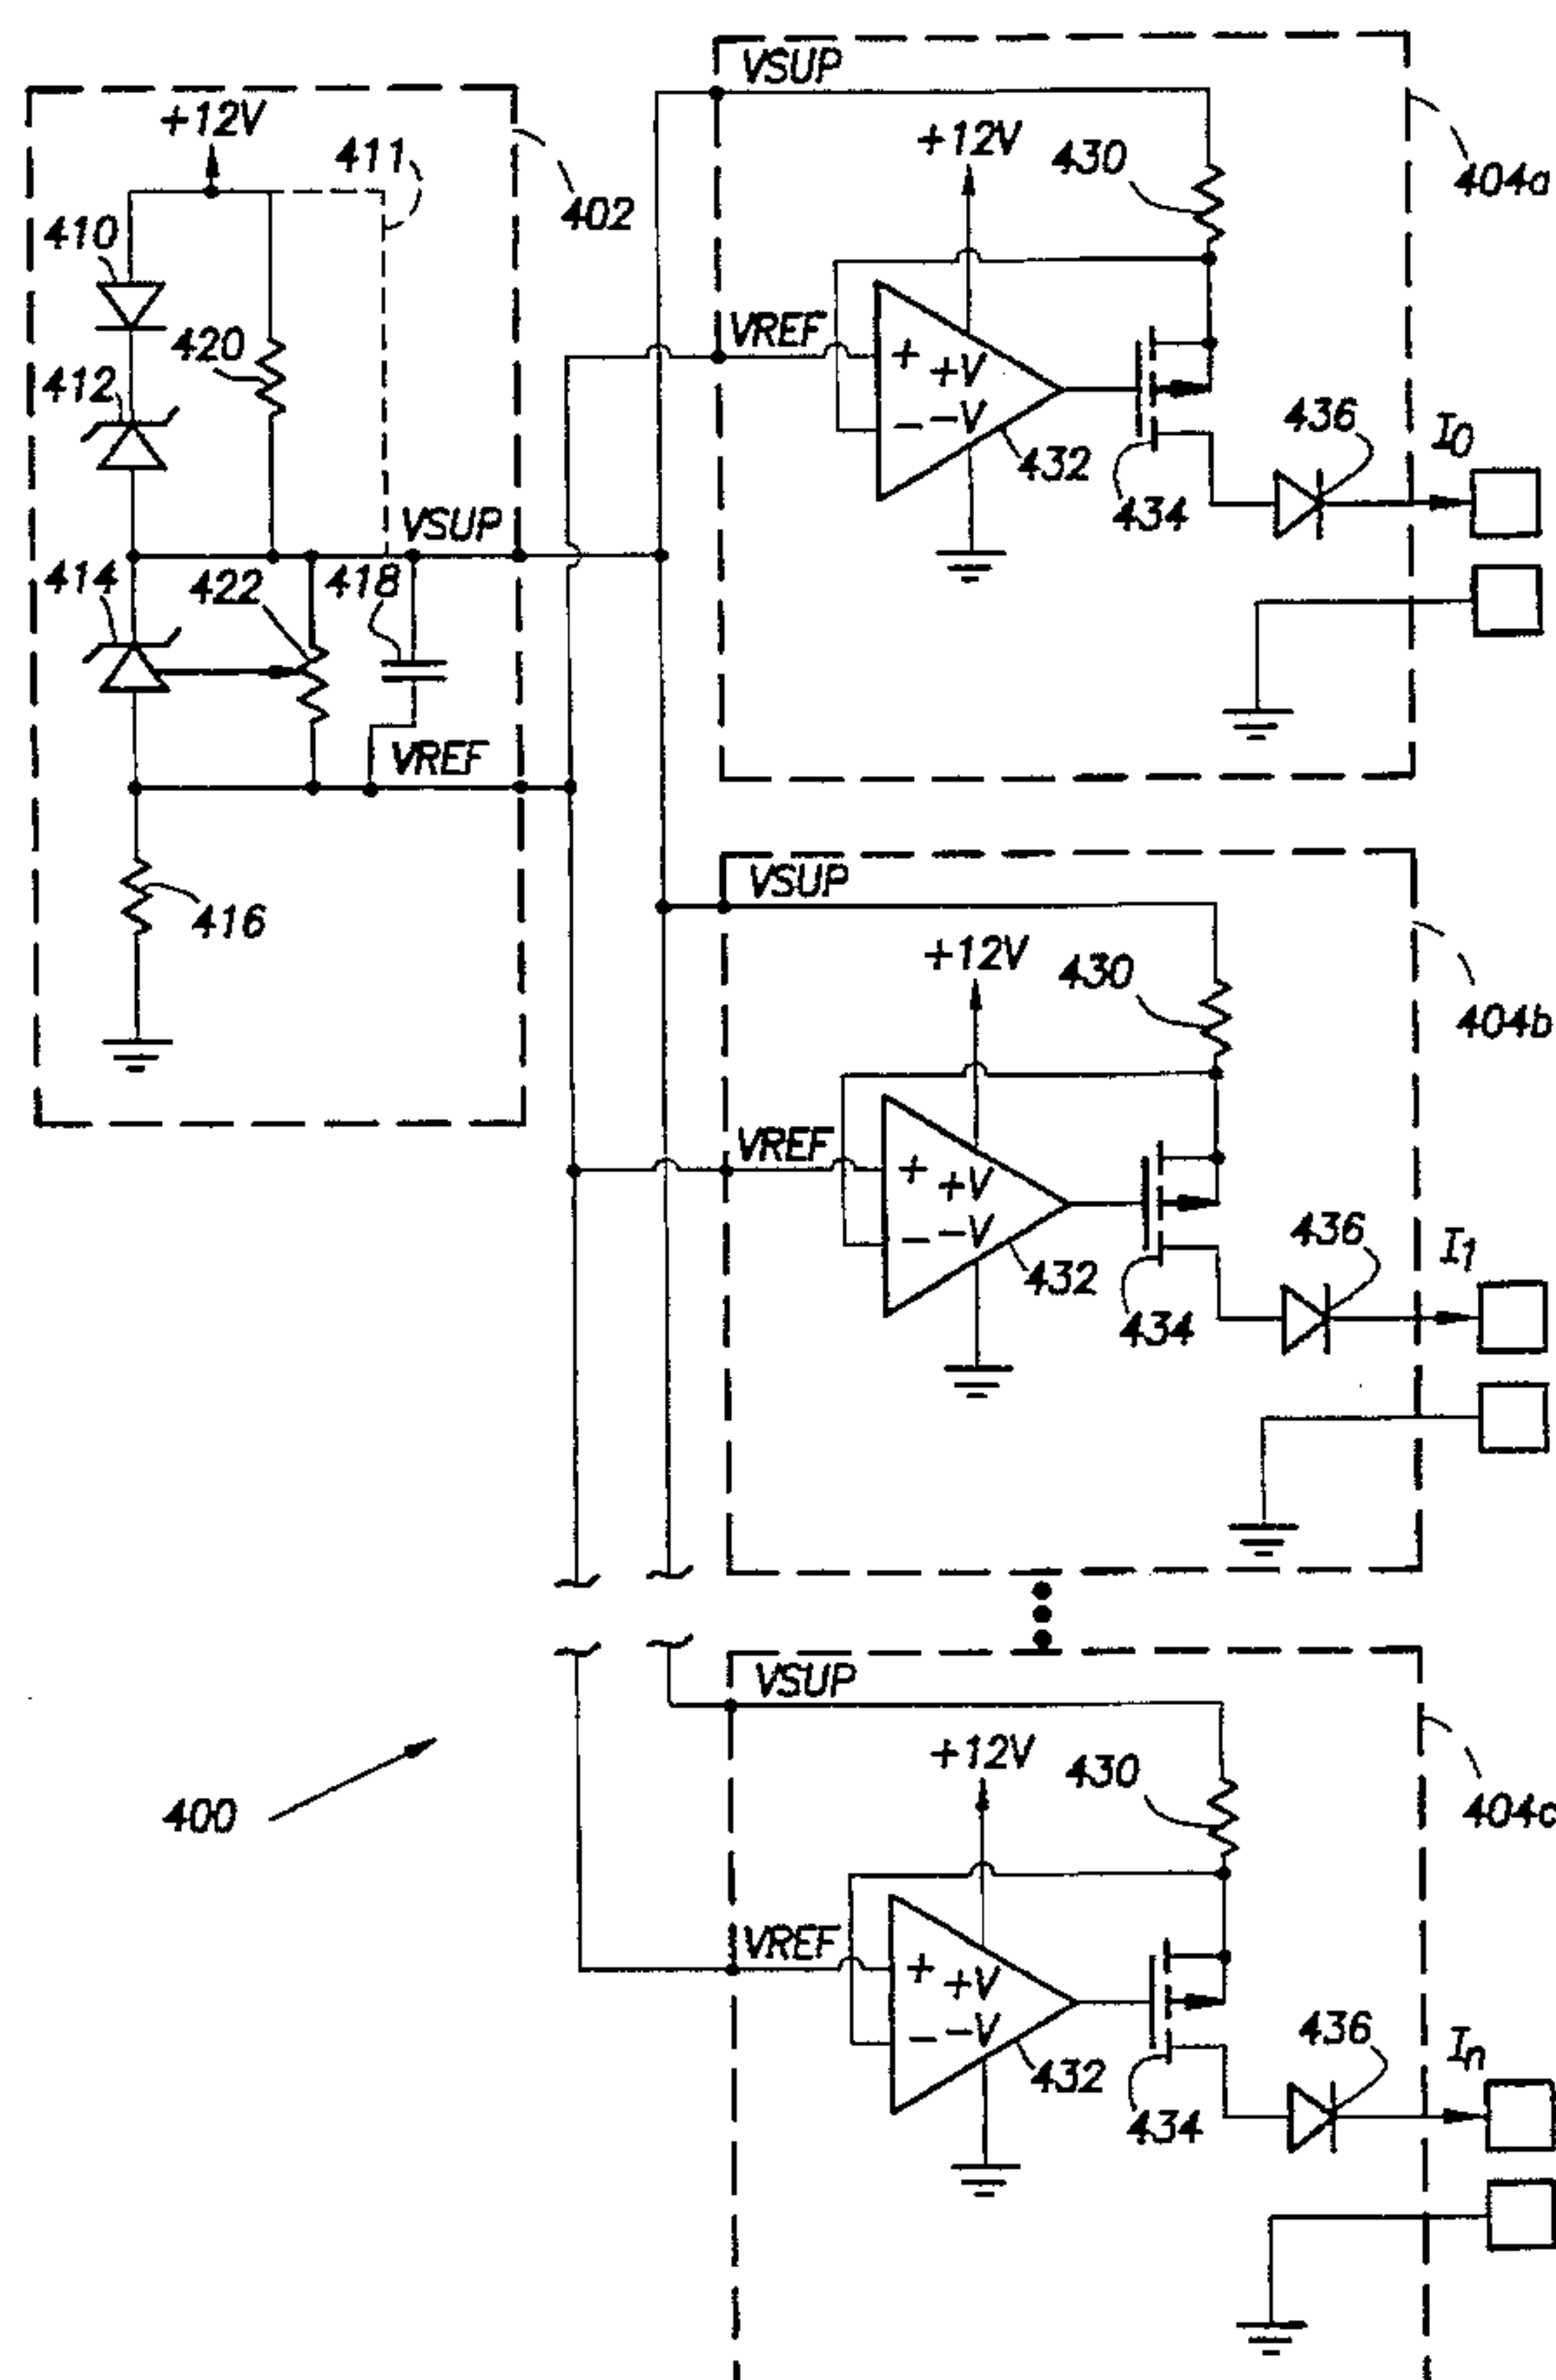 +12V
411
402
410
420
412
VSUP
414
422
418
VREF
416
VSUP
+12V
430
404a
VREF
+
+V
-
-V
432
434
436
I0
VSUP
+12V
430
404b
VREF
+
+V
-
-V
432
434
436
I1
VSUP
+12V
430
404c
VREF
+
+V
-
-V
432
434
436
In
400